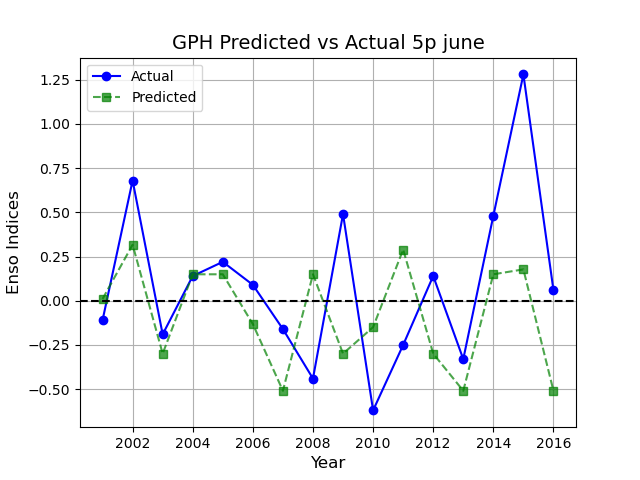 GPH Predicted vs Actual 5p june
Actual
Predicted
1.25
1.00
0.75
0.50
0.25
0.00
−0.25
−0.50
Enso Indices
2002 2004 2006 2008 2010 2012 2014 2016
Year